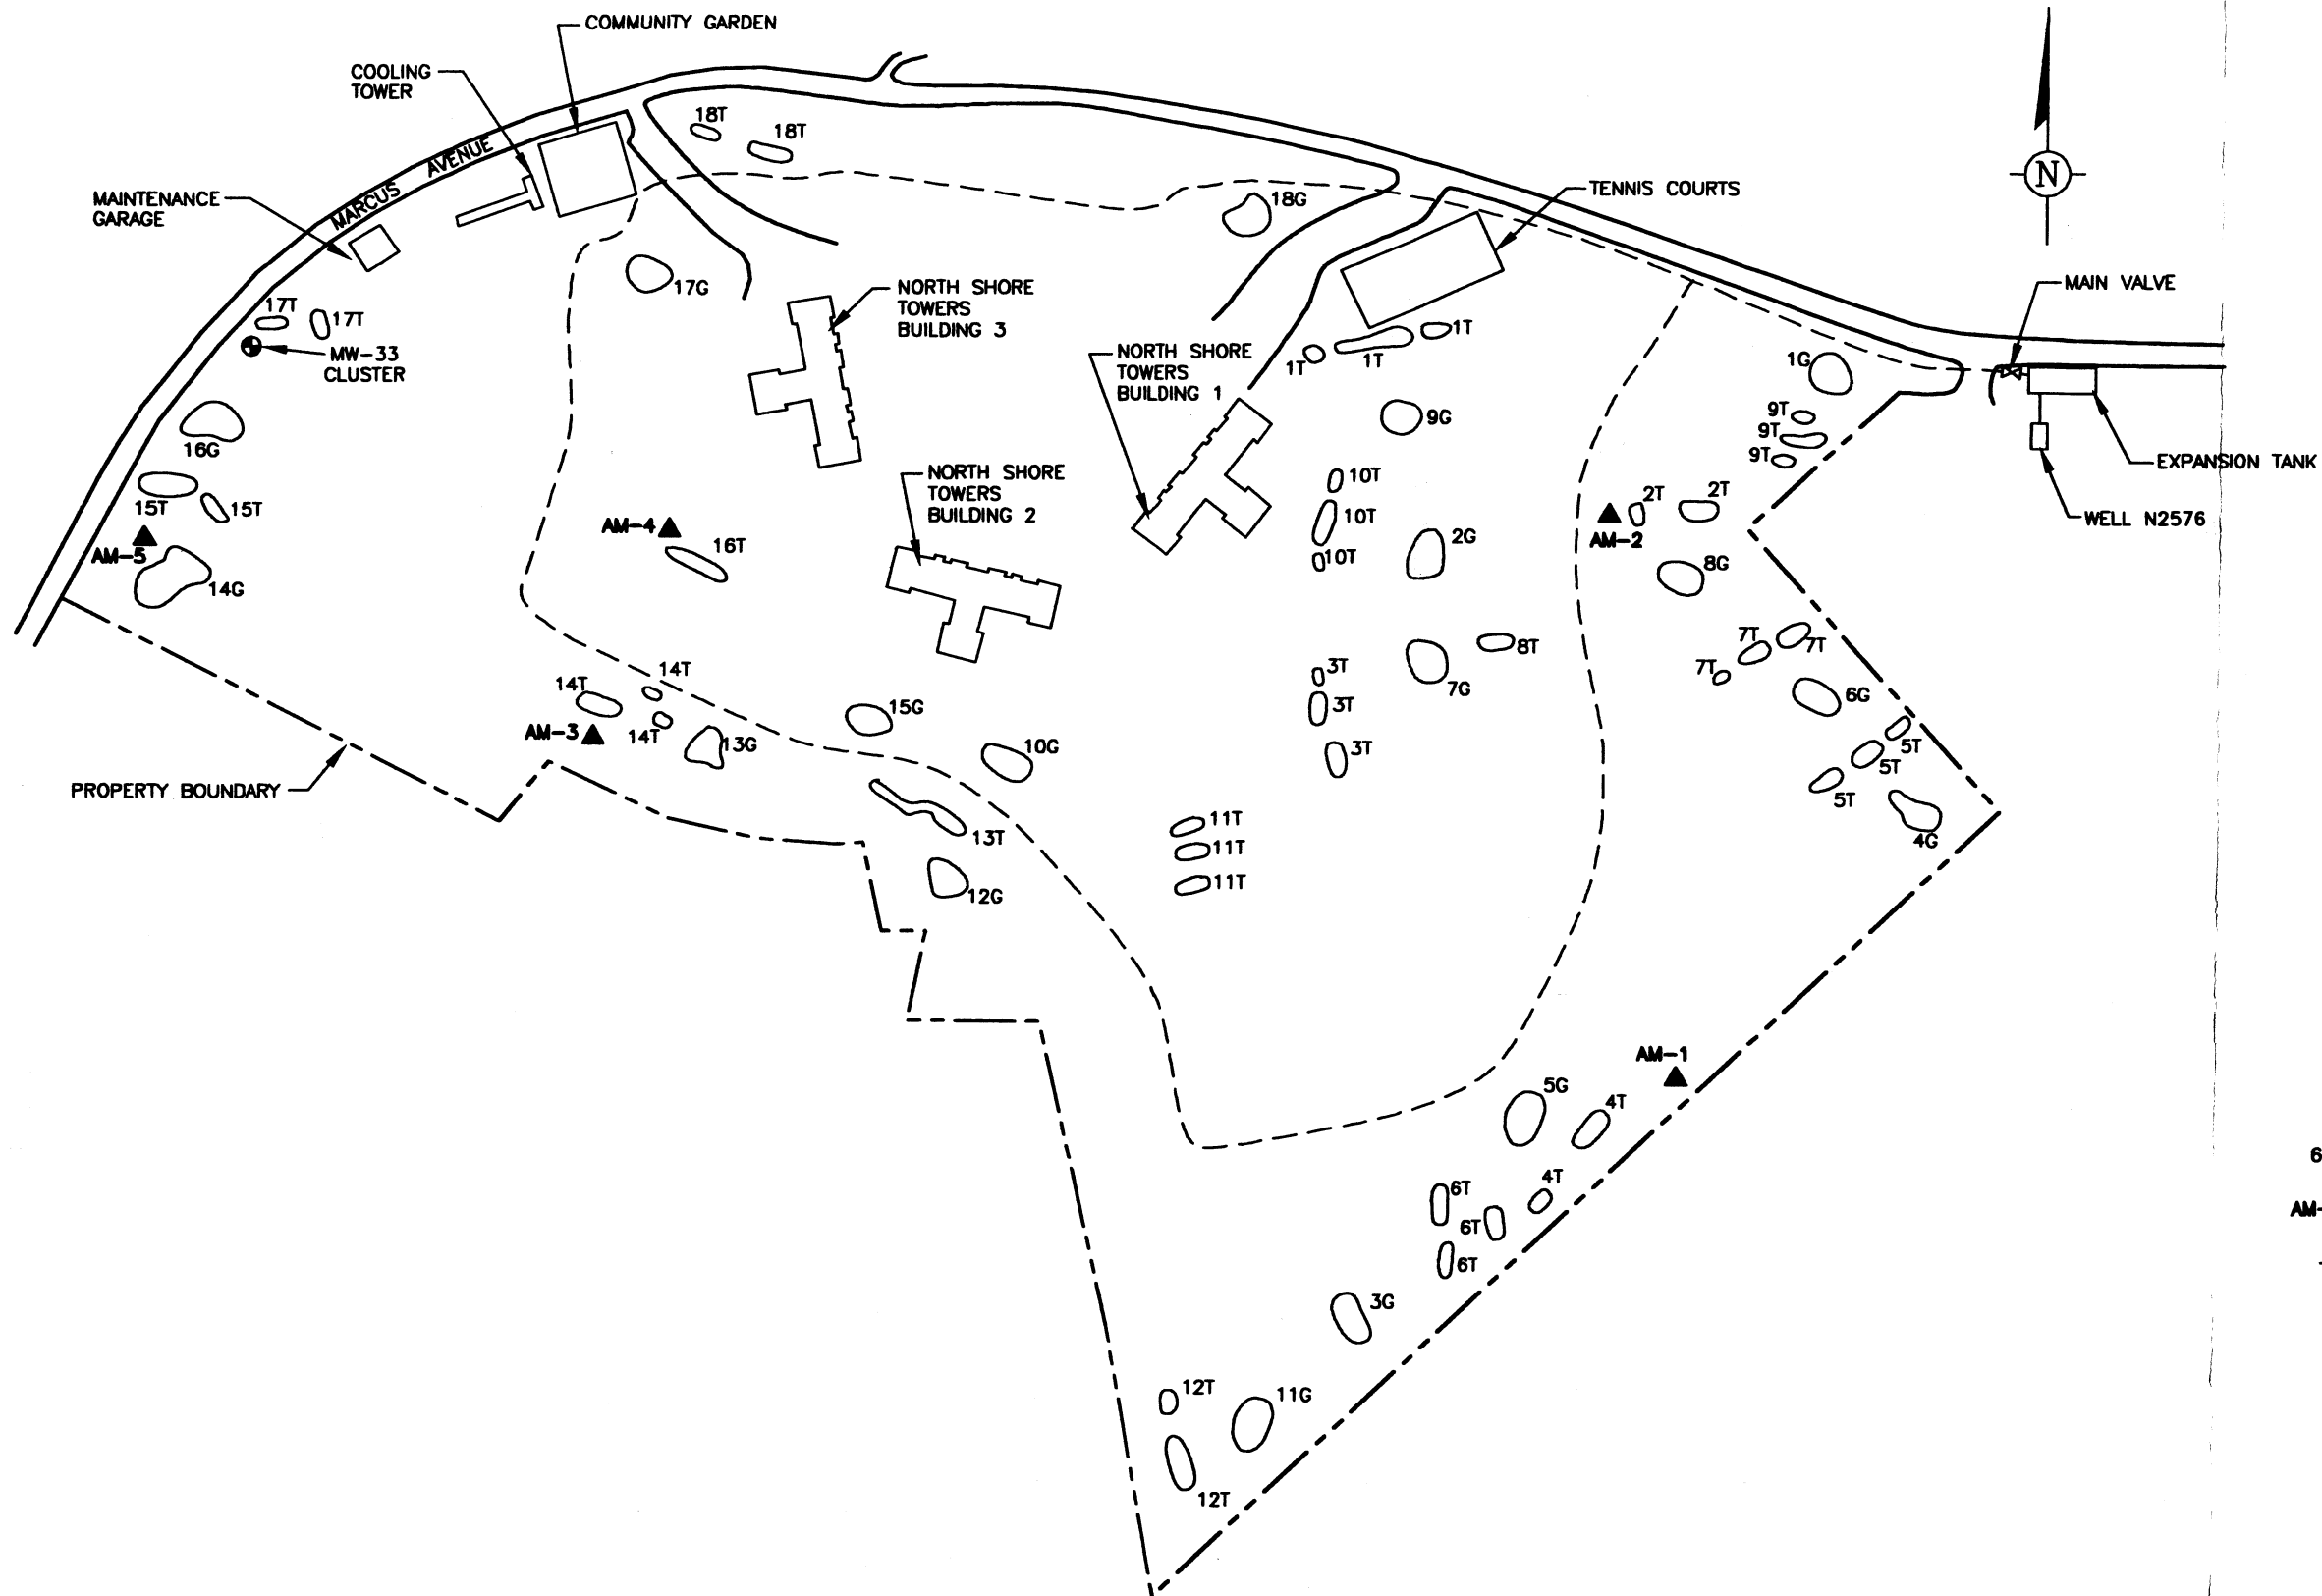 COMMUNITY GARDEN
COOLING
TOWER
MAINTENANCE
GARAGE
MARCUS AVENUE
18T
18T
18G
TENNIS COURTS
N
MAIN VALVE
17G
17T
17T
MW-33
CLUSTER
NORTH SHORE
TOWERS
BUILDING 3
NORTH SHORE
TOWERS
BUILDING 1
1T
1T
1T
1G
9G
9T
9T
9T
EXPANSION TANK
WELL N2576
16G
15T
15T
AM-5
14G
AM-4
16T
NORTH SHORE
TOWERS
BUILDING 2
10T
10T
10T
2G
2T
2T
AM-2
8G
8T
7G
7T
7T
7T
6G
3T
3T
3T
5T
5T
5T
4G
14T
14T
14T
AM-3
13G
15G
10G
PROPERTY BOUNDARY
13T
12G
11T
11T
11T
AM-1
5G
4T
4T
6T
6T
6T
3G
12T
11G
12T
6
AM-